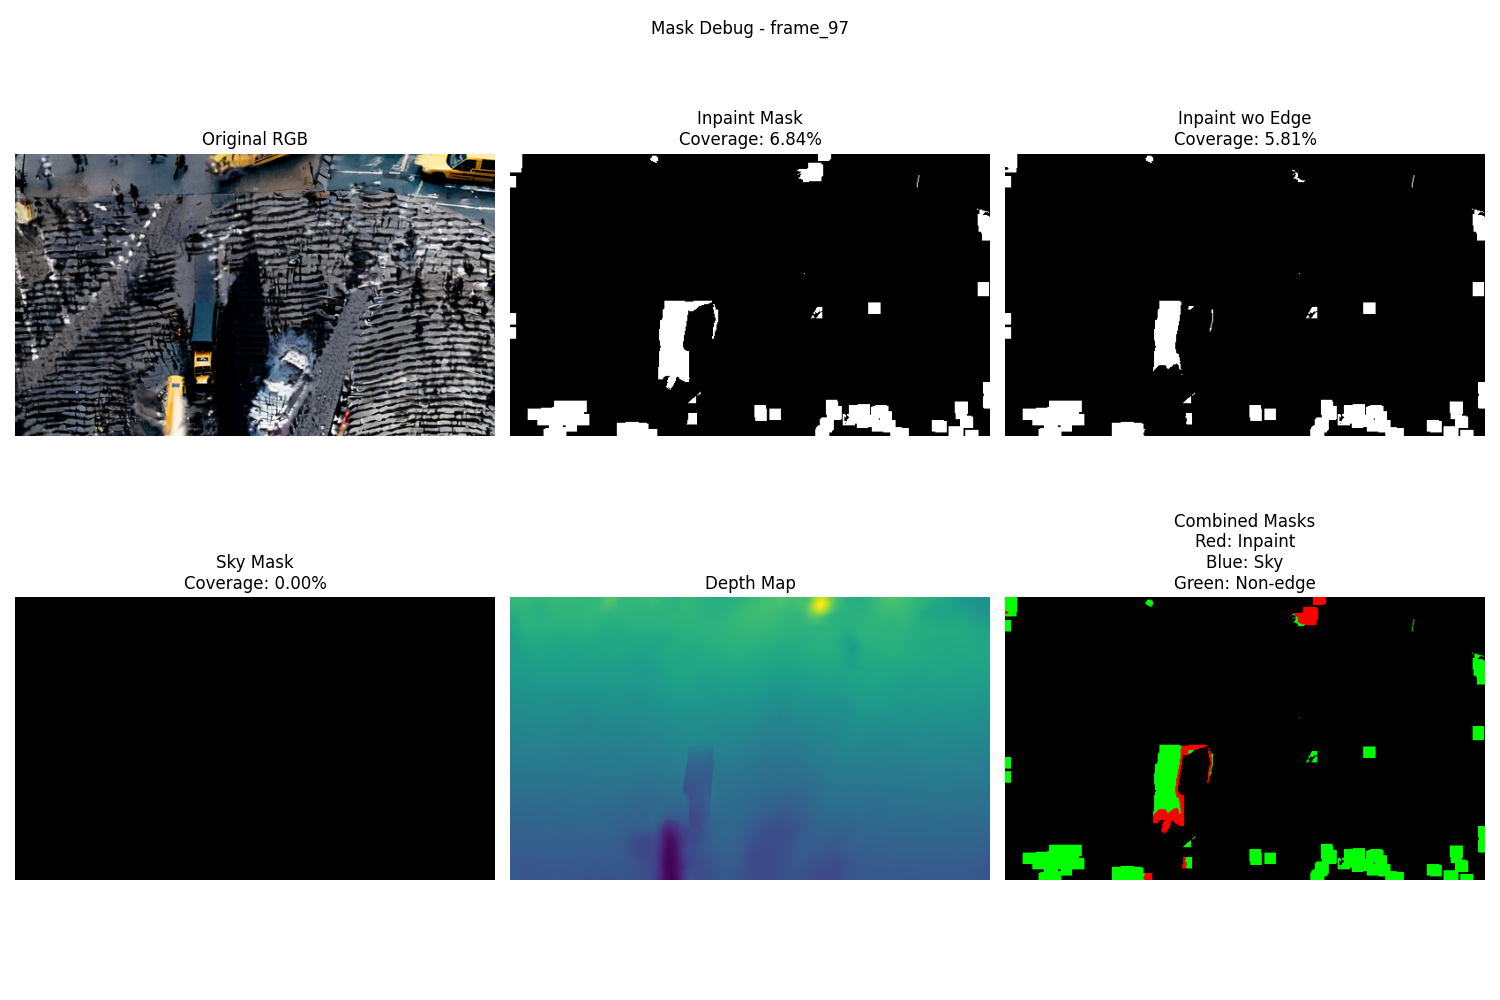 Mask Debug - frame_97
Original RGB
Inpaint Mask
Coverage: 6.84%
Inpaint wo Edge
Coverage: 5.81%
Sky Mask
Coverage: 0.00%
Depth Map
Combined Masks
Red: Inpaint
Blue: Sky
Green: Non-edge